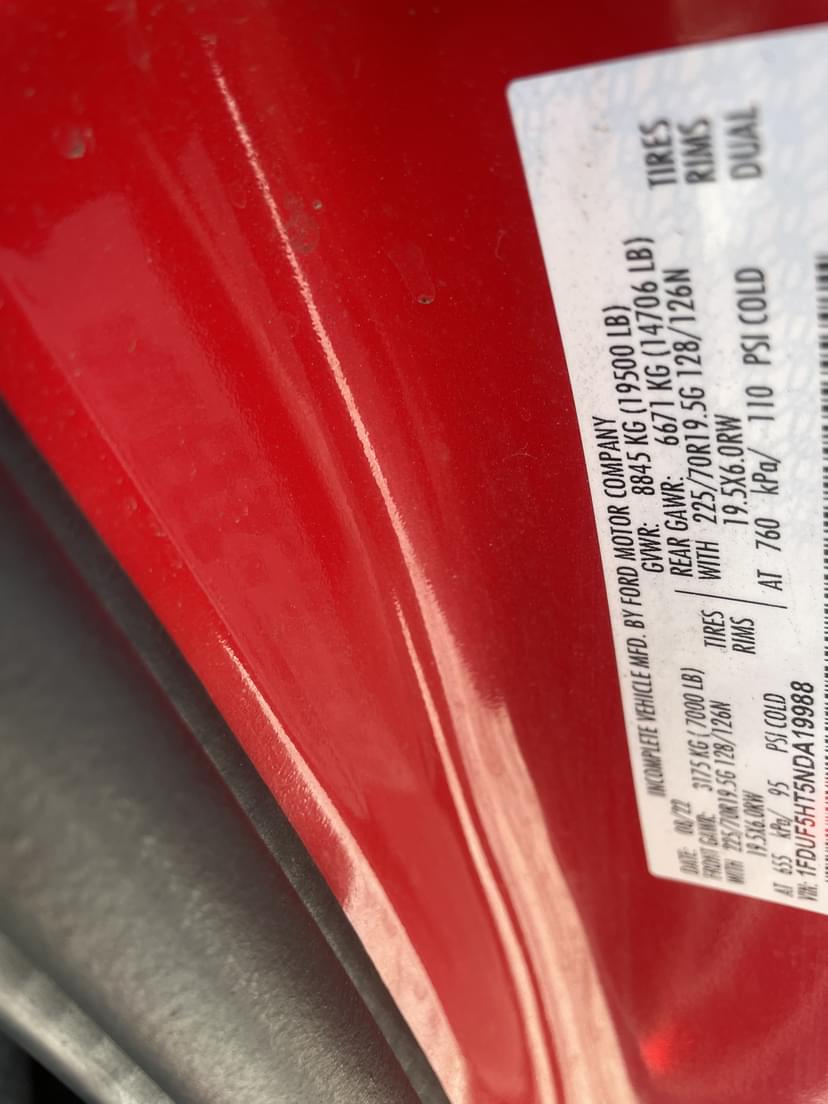 INCOMPLETE VEHICLE MFD. BY FORD MOTOR COMPANY
DATE: 08/22 GVWR: 8845 KG (19500 LB)
FRONT GAWR: 3175 KG ( 7000 LB) REAR GAWR: 6671 KG (14706 LB)
WITH 225/70R19.5G 128/126N TIRES WITH 225/70R19.5G 128/126N TIRES
19.5X6.0RW RIMS 19.5X6.0RW RIMS
AT 655 kPa/ 95 PSI COLD AT 760 kPa/ 110 PSI COLD DUAL
VIN: 1FDUF5HT5NDA19988